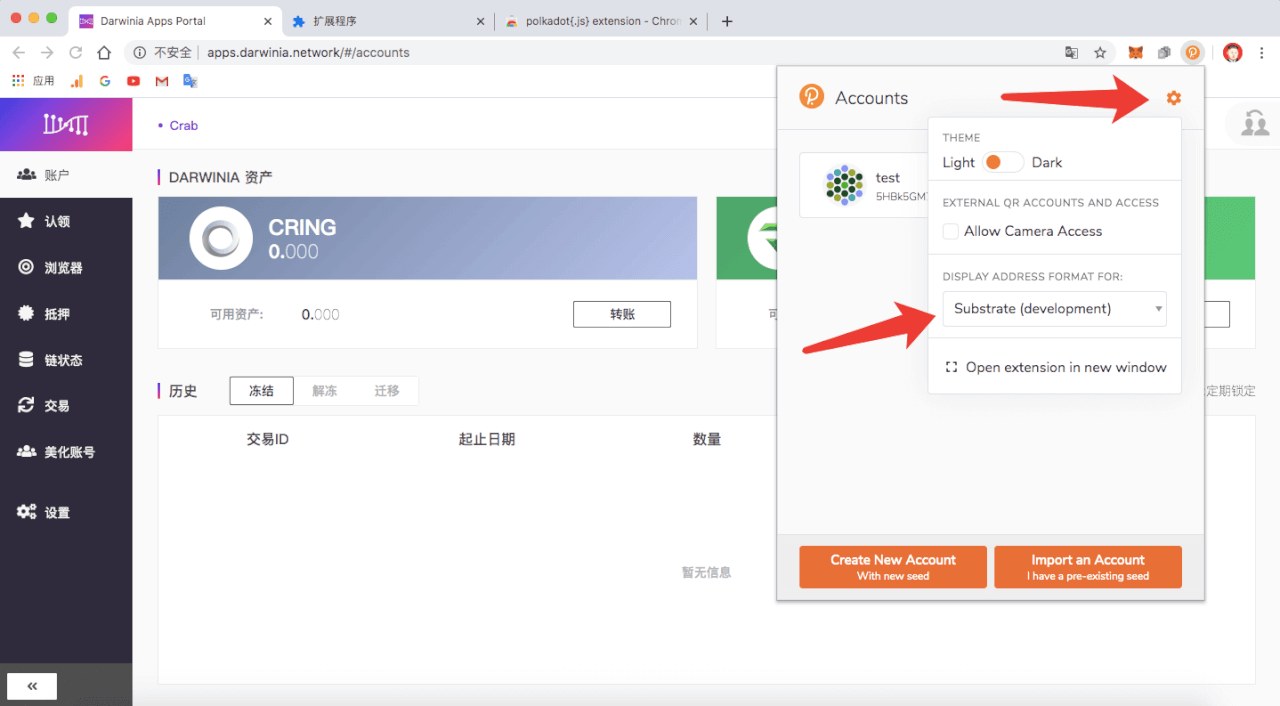 Darwinia Apps Portal
扩展程序
polkadot{.js} extension - Chron
不安全
apps.darwinia.network/#/accounts
应用
Crab
账户
认领
浏览器
抵押
链状态
交易
美化账号
设置
«
DARWINIA 资产
CRING
0.000
可用资产:
0.000
转账
可
历史
冻结
解冻
迁移
定期锁定
交易ID
起止日期
数量
暂无信息
Accounts
test
5HBk5GM
THEME
Light
Dark
EXTERNAL QR ACCOUNTS AND ACCESS
Allow Camera Access
DISPLAY ADDRESS FORMAT FOR:
Substrate (development)
Open extension in new window
Create New Account
With new seed
Import an Account
I have a pre-existing seed